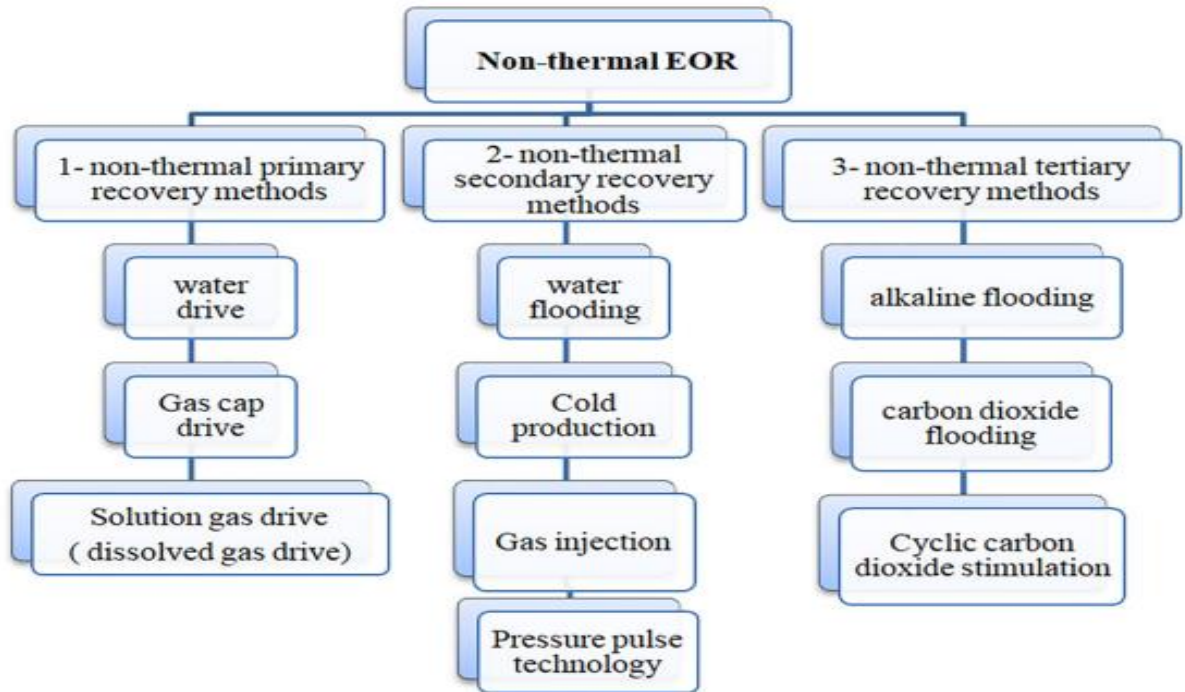 Non-thermal EOR
1- non-thermal primary
recovery methods
2- non-thermal
secondary recovery
methods
3- non-thermal tertiary
recovery methods
water
drive
Gas cap
drive
Solution gas drive
( dissolved gas drive)
water
flooding
Cold
production
Gas injection
Pressure pulse
technology
alkaline flooding
carbon dioxide
flooding
Cyclic carbon
dioxide stimulation